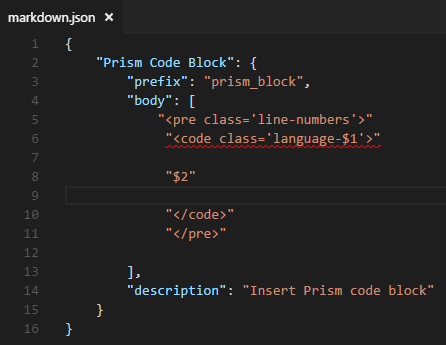 markdown.json ×
1 {
2 "Prism Code Block": {
3 "prefix": "prism_block",
4 "body": [
5 "<pre class='line-numbers'>"
6 "<code class='language-$1'>"
7
8 "$2"
9
10 "</code>"
11 "</pre>"
12
13 ],
14 "description": "Insert Prism code block"
15 }
16 }